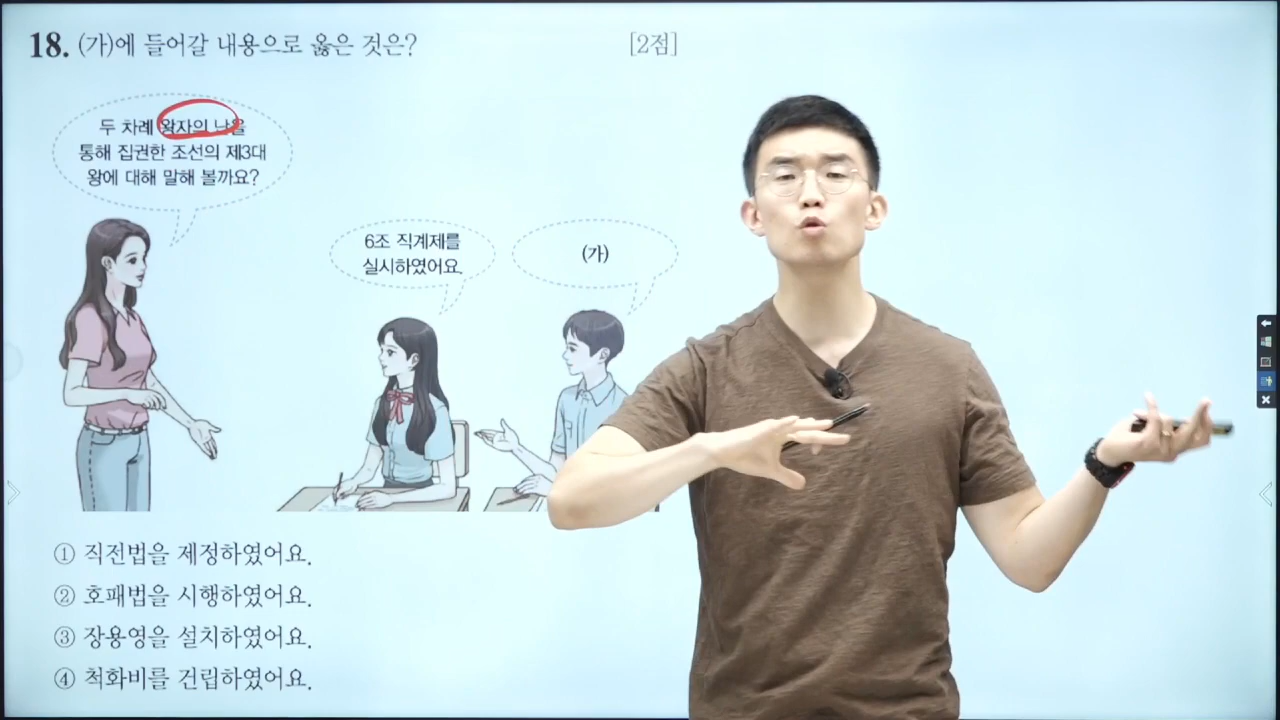 18. (가)에 들어갈 내용으로 옳은 것은? [2점]
두 차례 왕자의 난을
통해 집권한 조선의 제3대
왕에 대해 말해 볼까요?
6조 직계제를
실시하였어요.
(가)
① 직전법을 제정하였어요.
② 호패법을 시행하였어요.
③ 장용영을 설치하였어요.
④ 척화비를 건립하였어요.